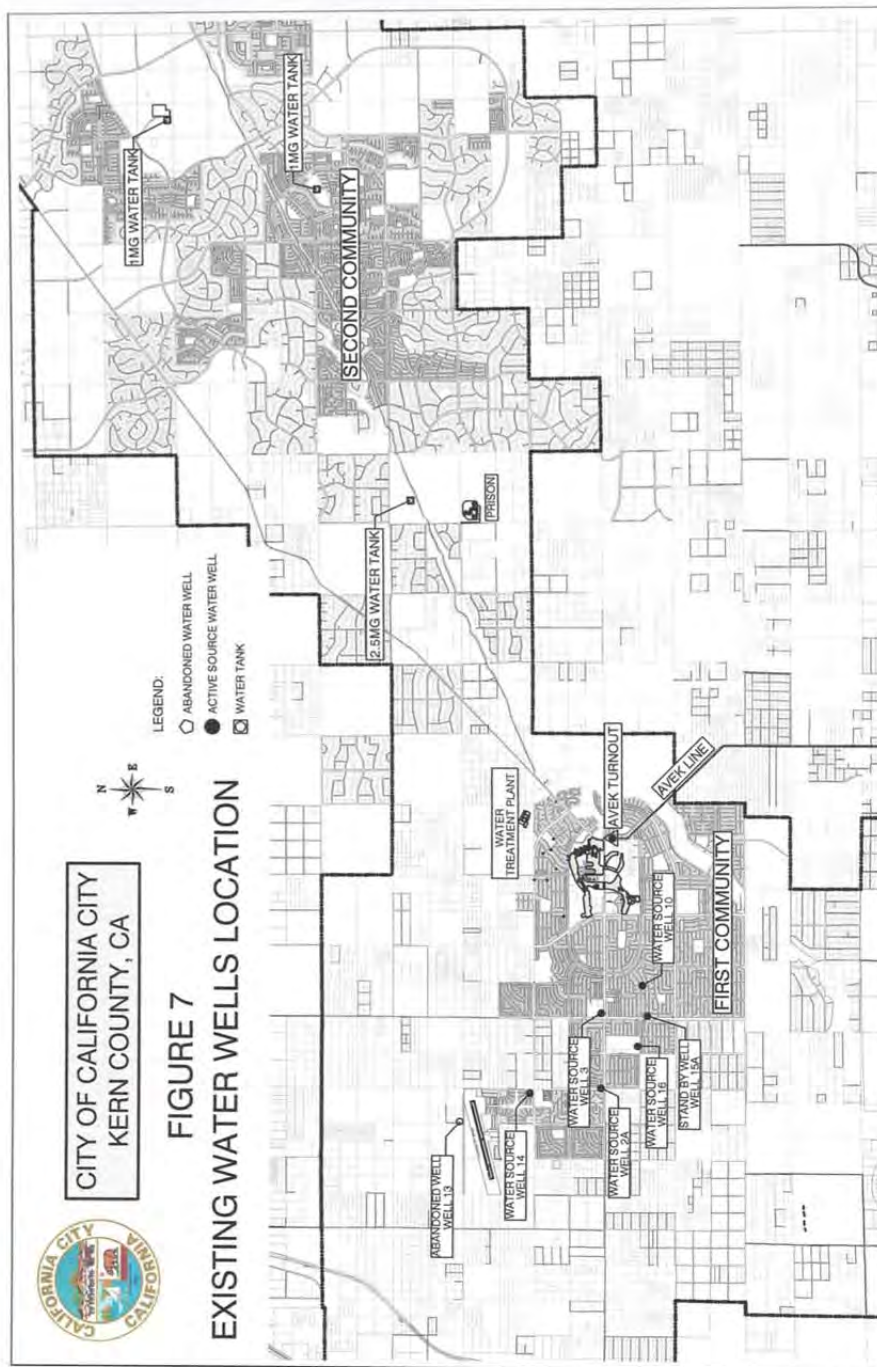 CALIFORNIA CITY
CALIFORNIA
CITY OF CALIFORNIA CITY
KERN COUNTY, CA
FIGURE 7
EXISTING WATER WELLS LOCATION
N
W
E
S
LEGEND:
ABANDONED WATER WELL
ACTIVE SOURCE WATER WELL
WATER TANK
1MG WATER TANK
1MG WATER TANK
SECOND COMMUNITY
2.5MG WATER TANK
PRISON
WATER
TREATMENT PLANT
AVEK TURNOUT
AVEK LINE
ABANDONED WELL
WELL 13
WATER SOURCE
WELL 14
WATER SOURCE
WELL 3
WATER SOURCE
WELL 2A
WATER SOURCE
WELL 16
STAND BY WELL
WELL 15A
WATER SOURCE
WELL 10
FIRST COMMUNITY